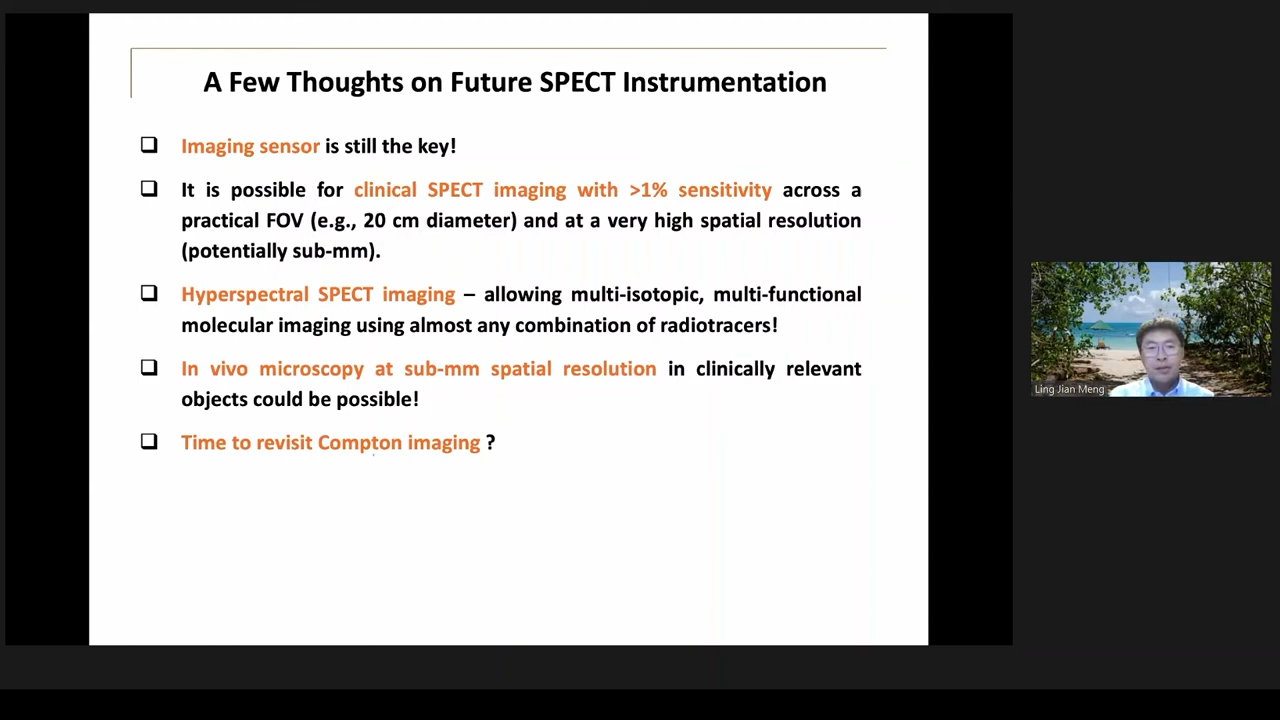 A Few Thoughts on Future SPECT Instrumentation
Imaging sensor is still the key!
It is possible for clinical SPECT imaging with >1% sensitivity across a
practical FOV (e.g., 20 cm diameter) and at a very high spatial resolution
(potentially sub-mm).
Hyperspectral SPECT imaging – allowing multi-isotopic, multi-functional
molecular imaging using almost any combination of radiotracers!
In vivo microscopy at sub-mm spatial resolution in clinically relevant
objects could be possible!
Time to revisit Compton imaging ?
Ling Jian Meng